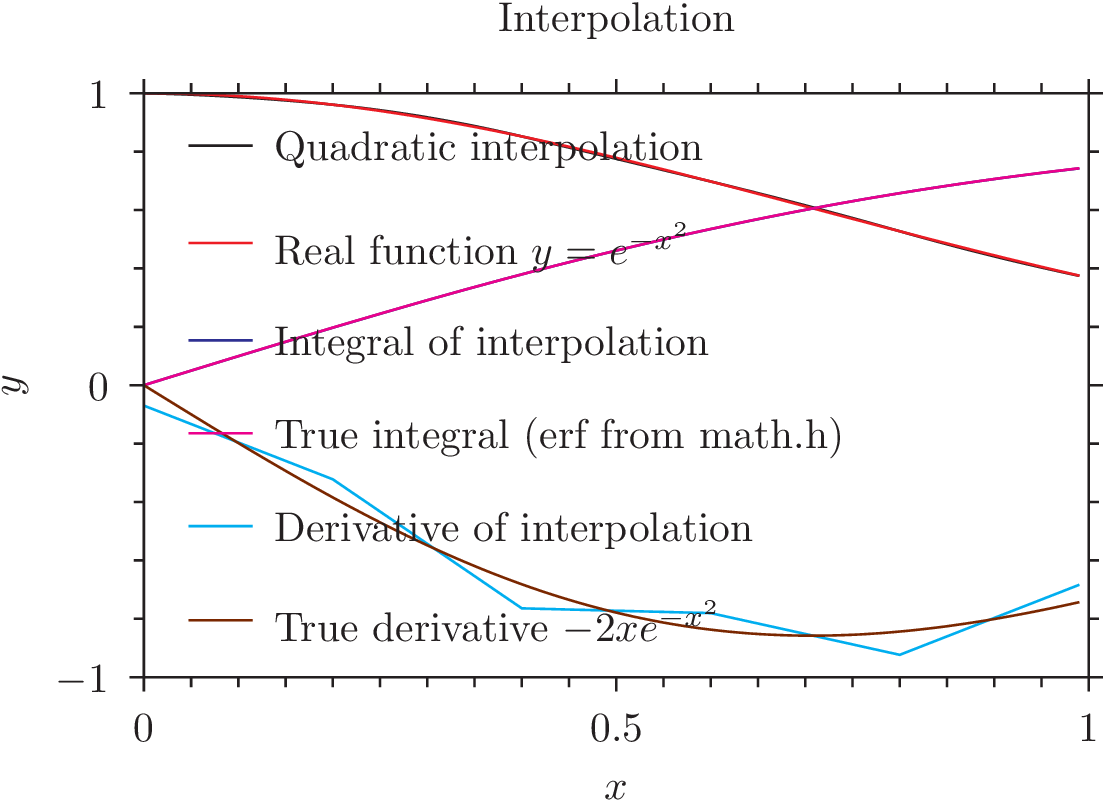 Interpolation
1
Quadratic interpolation
Real function y = e^{−x^2}
Integral of interpolation
y
0
True integral (erf from math.h)
Derivative of interpolation
True derivative −2xe^{−x^2}
−1
0 0.5 1
x